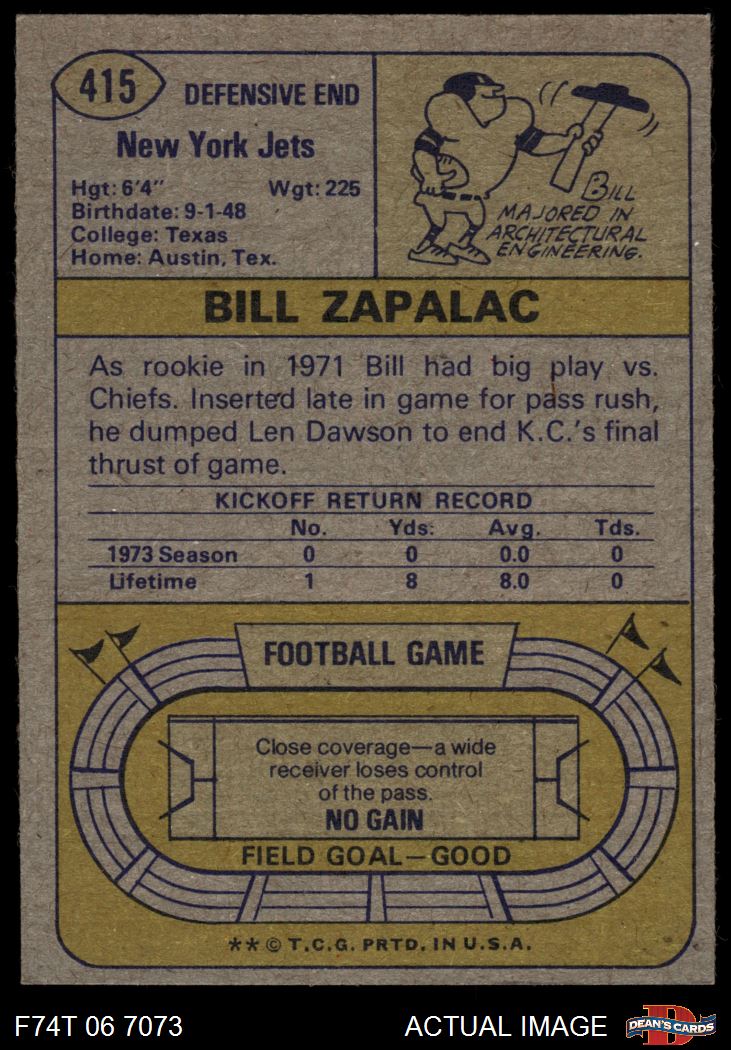 415
DEFENSIVE END
New York Jets
Hgt: 6'4" Wgt: 225
Birthdate: 9-1-48
College: Texas
Home: Austin, Tex.
BILL
MAJORED IN
ARCHITECTURAL
ENGINEERING.
BILL ZAPALAC
As rookie in 1971 Bill had big play vs.
Chiefs. Inserted late in game for pass rush,
he dumped Len Dawson to end K.C.'s final
thrust of game.
KICKOFF RETURN RECORD
No. Yds. Avg. Tds.
1973 Season 0 0 0.0 0
Lifetime 1 8 8.0 0
FOOTBALL GAME
Close coverage—a wide
receiver loses control
of the pass.
NO GAIN
FIELD GOAL—GOOD
** © T.C.G. PRTD. IN U.S.A.
F74T 06 7073 ACTUAL IMAGE DEAN'S CARDS